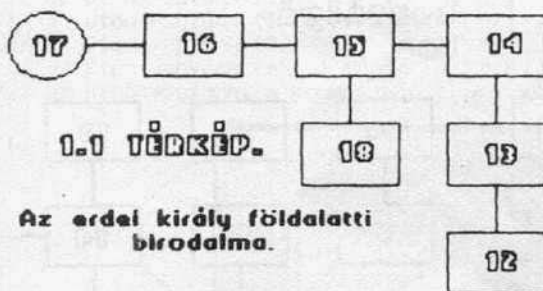 17 16 15 14
1.1 TÉRKÉP. 18 13
Az erdei király földalatti
birodalma.
12